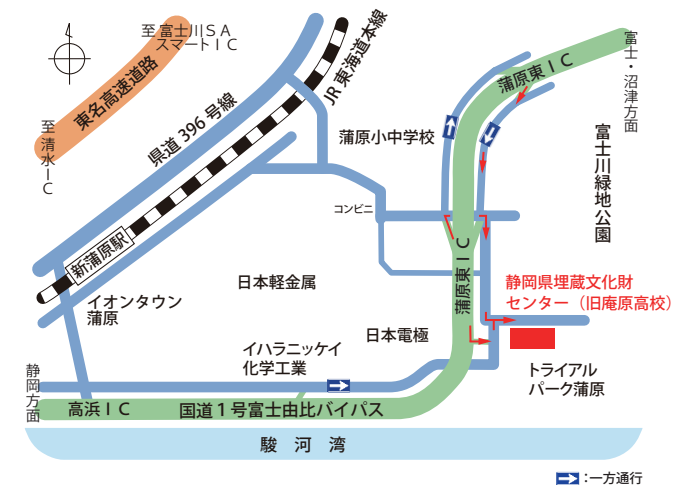 至富士川ＳＡ
スマートＩＣ
東名高速道路
至清水ＩＣ
県道 396 号線
JR 東海道本線
蒲原東ＩＣ
富士・沼津方面
蒲原小中学校
富士川緑地公園
コンビニ
新蒲原駅
蒲原東ＩＣ
日本軽金属
静岡県埋蔵文化財
センター（旧庵原高校）
イオンタウン
蒲原
日本電極
イハラニッケイ
化学工業
トライアル
パーク蒲原
静岡方面
高浜ＩＣ
国道１号富士由比バイパス
駿 河 湾
：一方通行